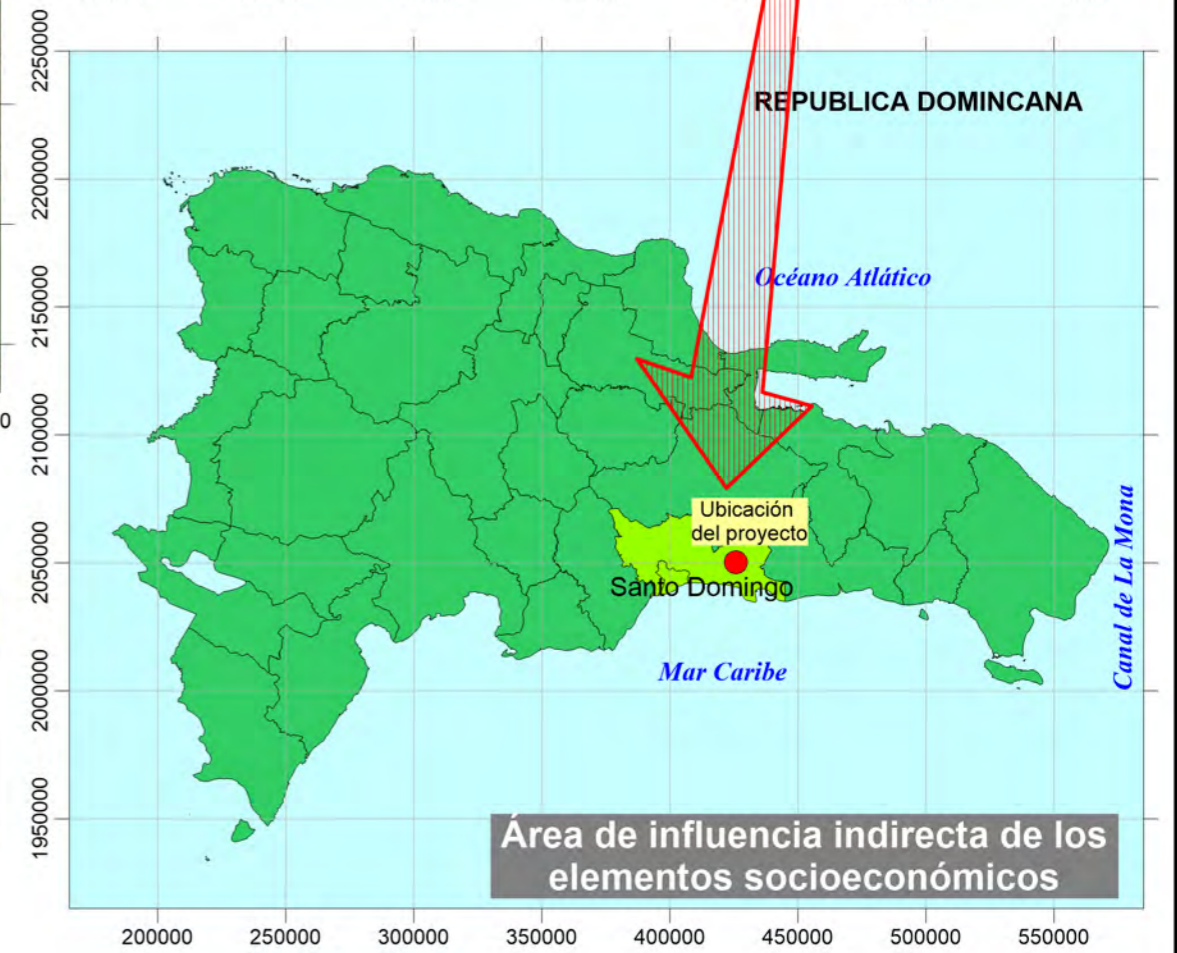 REPUBLICA DOMINCANA
Océano Atlático
Ubicación
del proyecto
Santo Domingo
Mar Caribe
Canal de La Mona
Área de influencia indirecta de los
elementos socioeconómicos
2250000
2200000
2150000
2100000
2050000
2000000
1950000
200000 250000 300000 350000 400000 450000 500000 550000
0